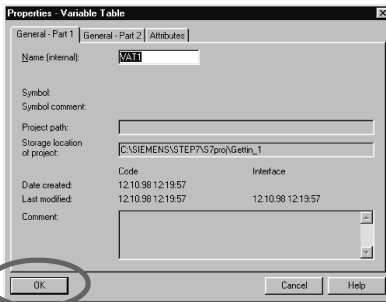 Properties - Variable Table
General - Part 1 General - Part 2 Attributes
Name (internal): VAT1
Symbol:
Symbol comment:
Project path:
Storage location
of project: C:\SIEMENS\STEP7\S7proj\Gettin_1
Code Interface
Date created: 12.10.98 12:19:57
Last modified: 12.10.98 12:19:57 12.10.98 12:19:57
Comment:
OK Cancel Help